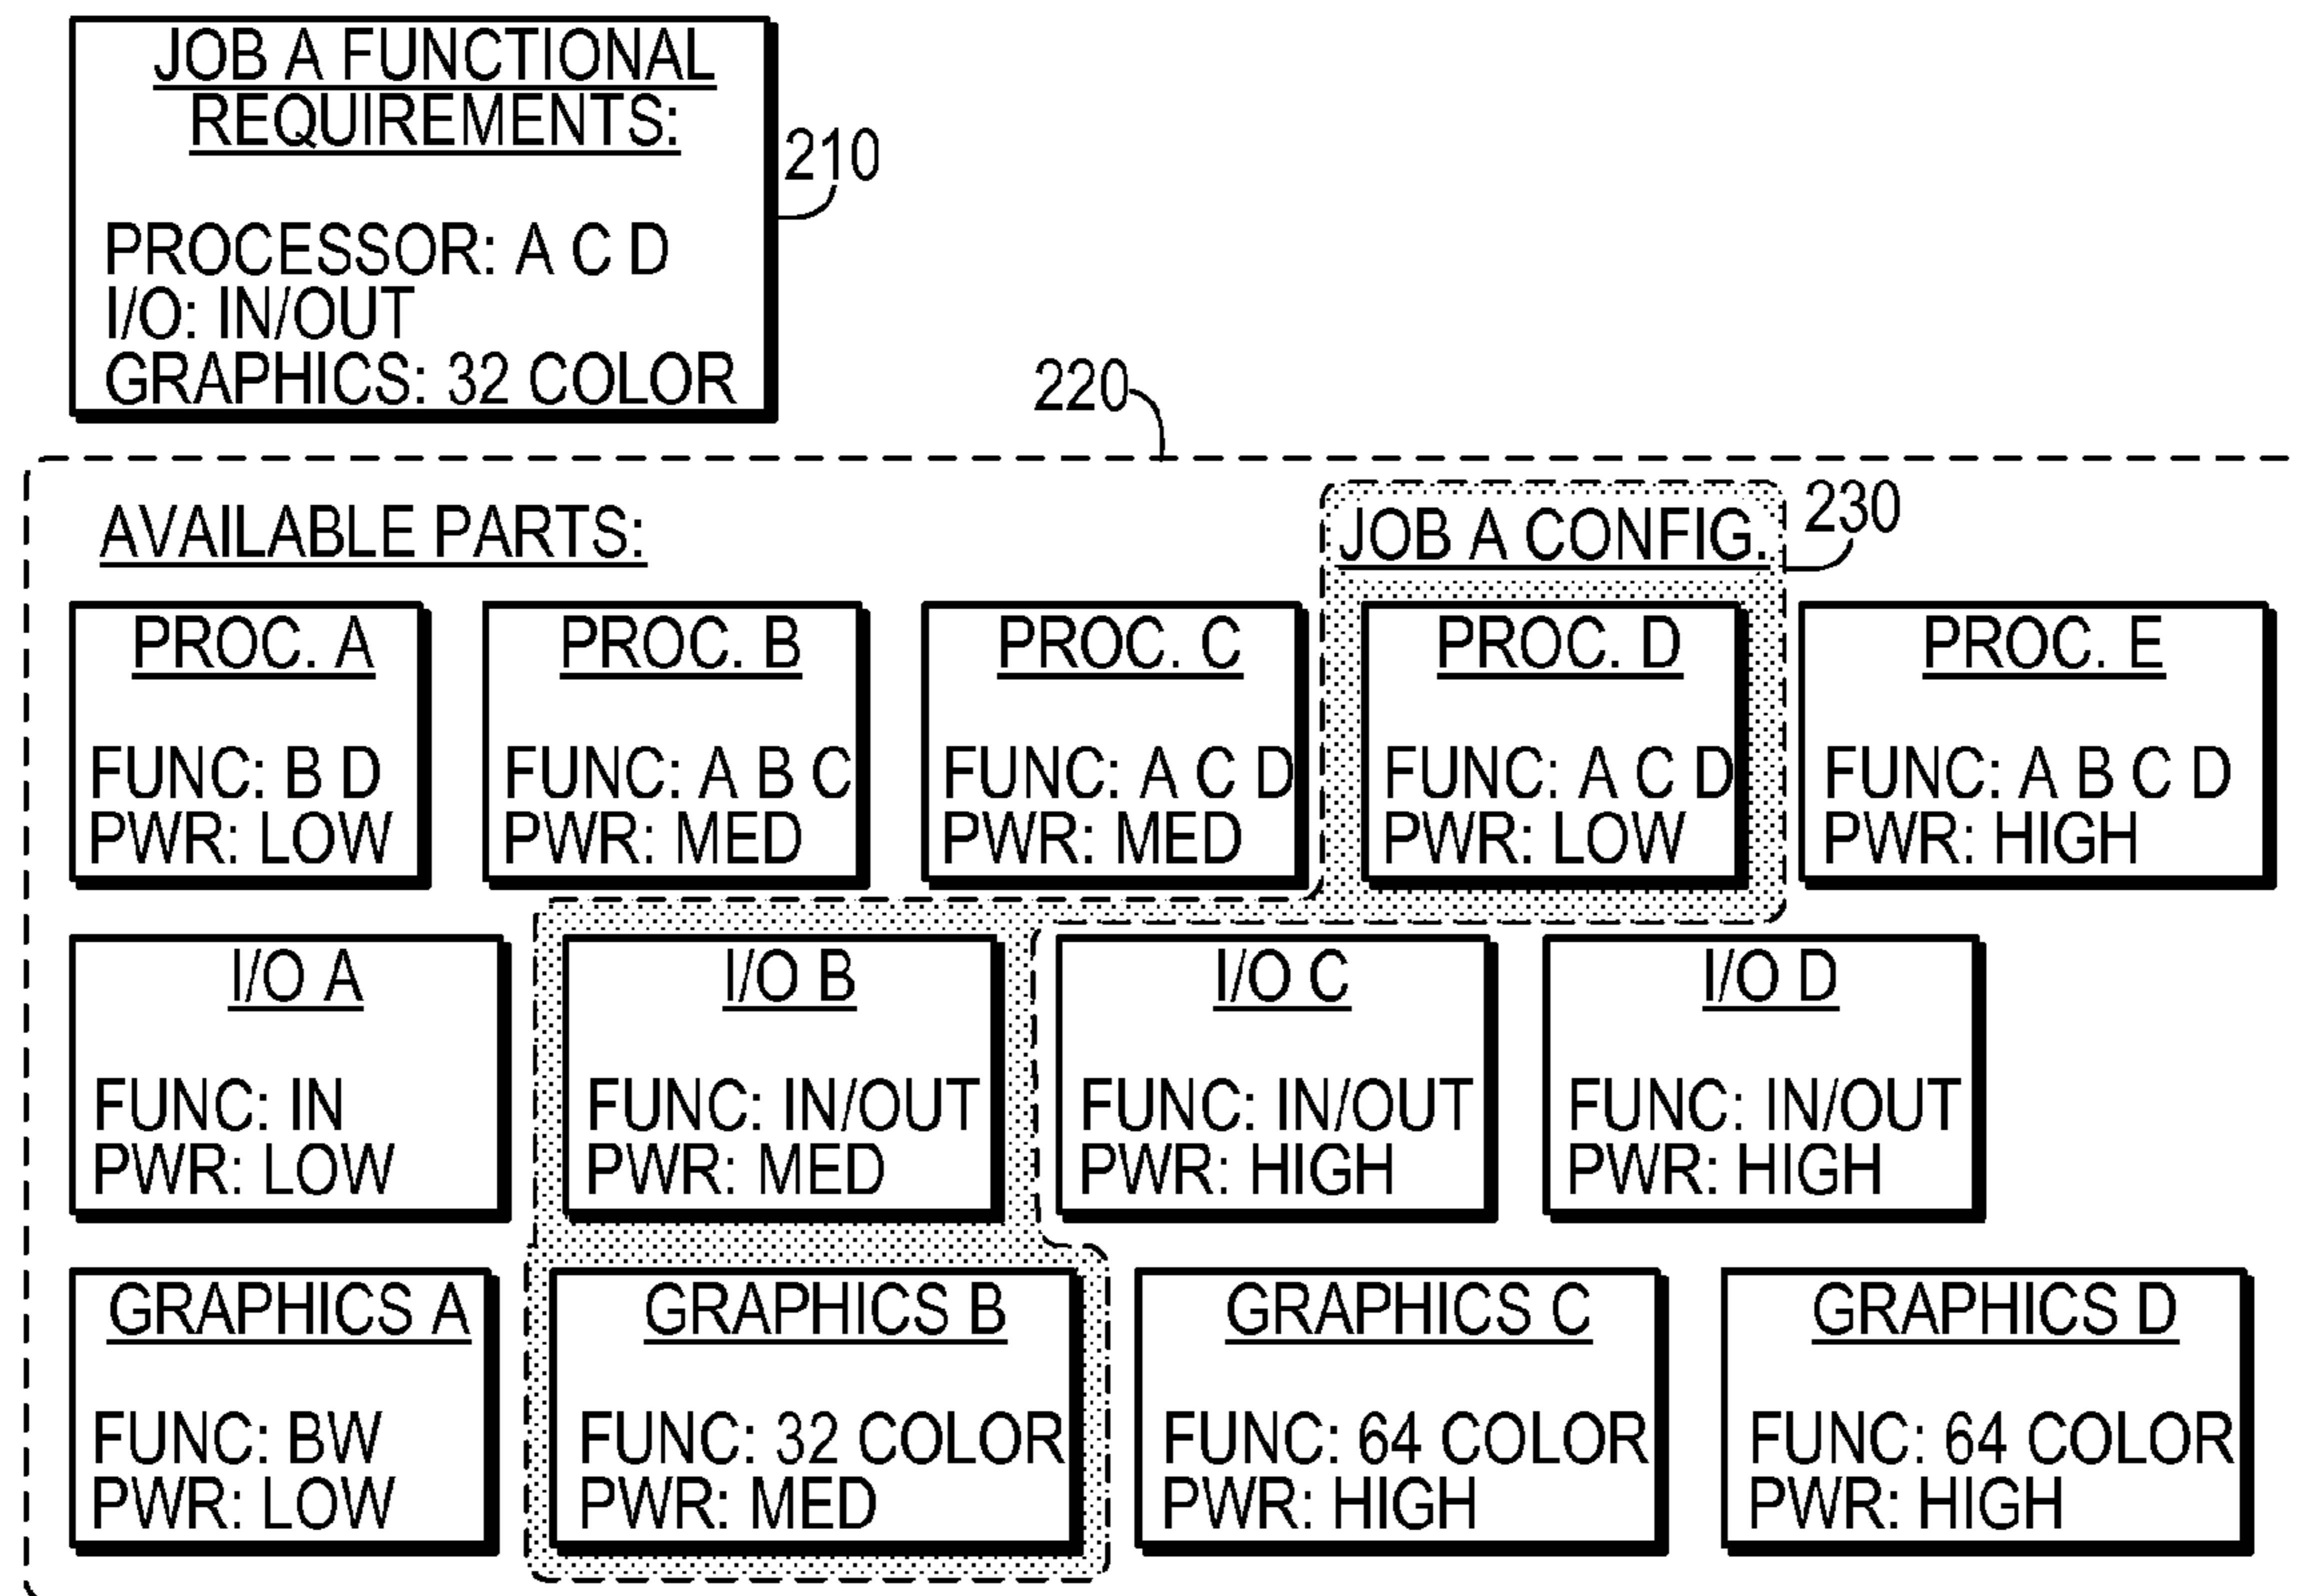 JOB A FUNCTIONAL
REQUIREMENTS:
PROCESSOR: A C D
I/O: IN/OUT
GRAPHICS: 32 COLOR
210
220
AVAILABLE PARTS:
JOB A CONFIG.
230
PROC. A
FUNC: B D
PWR: LOW
PROC. B
FUNC: A B C
PWR: MED
PROC. C
FUNC: A C D
PWR: MED
PROC. D
FUNC: A C D
PWR: LOW
PROC. E
FUNC: A B C D
PWR: HIGH
I/O A
FUNC: IN
PWR: LOW
I/O B
FUNC: IN/OUT
PWR: MED
I/O C
FUNC: IN/OUT
PWR: HIGH
I/O D
FUNC: IN/OUT
PWR: HIGH
GRAPHICS A
FUNC: BW
PWR: LOW
GRAPHICS B
FUNC: 32 COLOR
PWR: MED
GRAPHICS C
FUNC: 64 COLOR
PWR: HIGH
GRAPHICS D
FUNC: 64 COLOR
PWR: HIGH